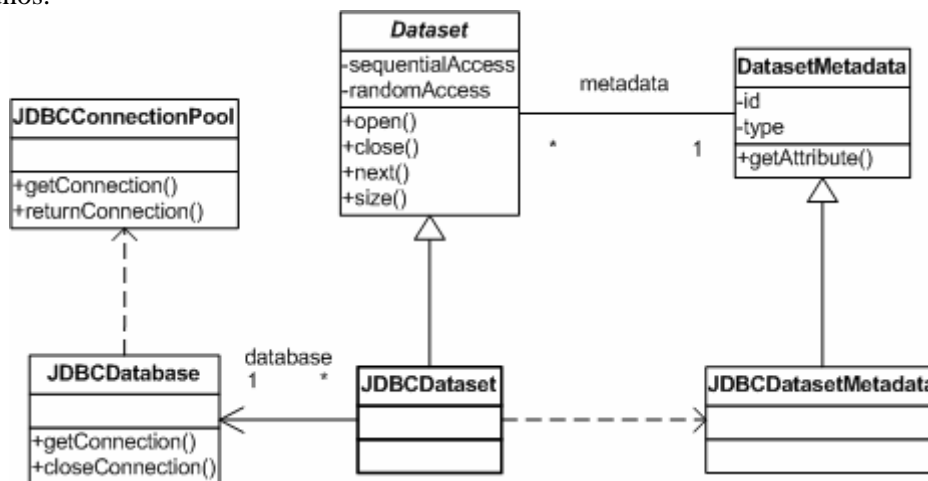 Dataset
-sequentialAccess
-randomAccess
+open()
+close()
+next()
+size()
metadata
* 1
DatasetMetadata
-id
-type
+getAttribute()
JDBCConnectionPool
+getConnection()
+returnConnection()
JDBCDatabase
+getConnection()
+closeConnection()
database
1 *
JDBCDataset
JDBCDatasetMetadata